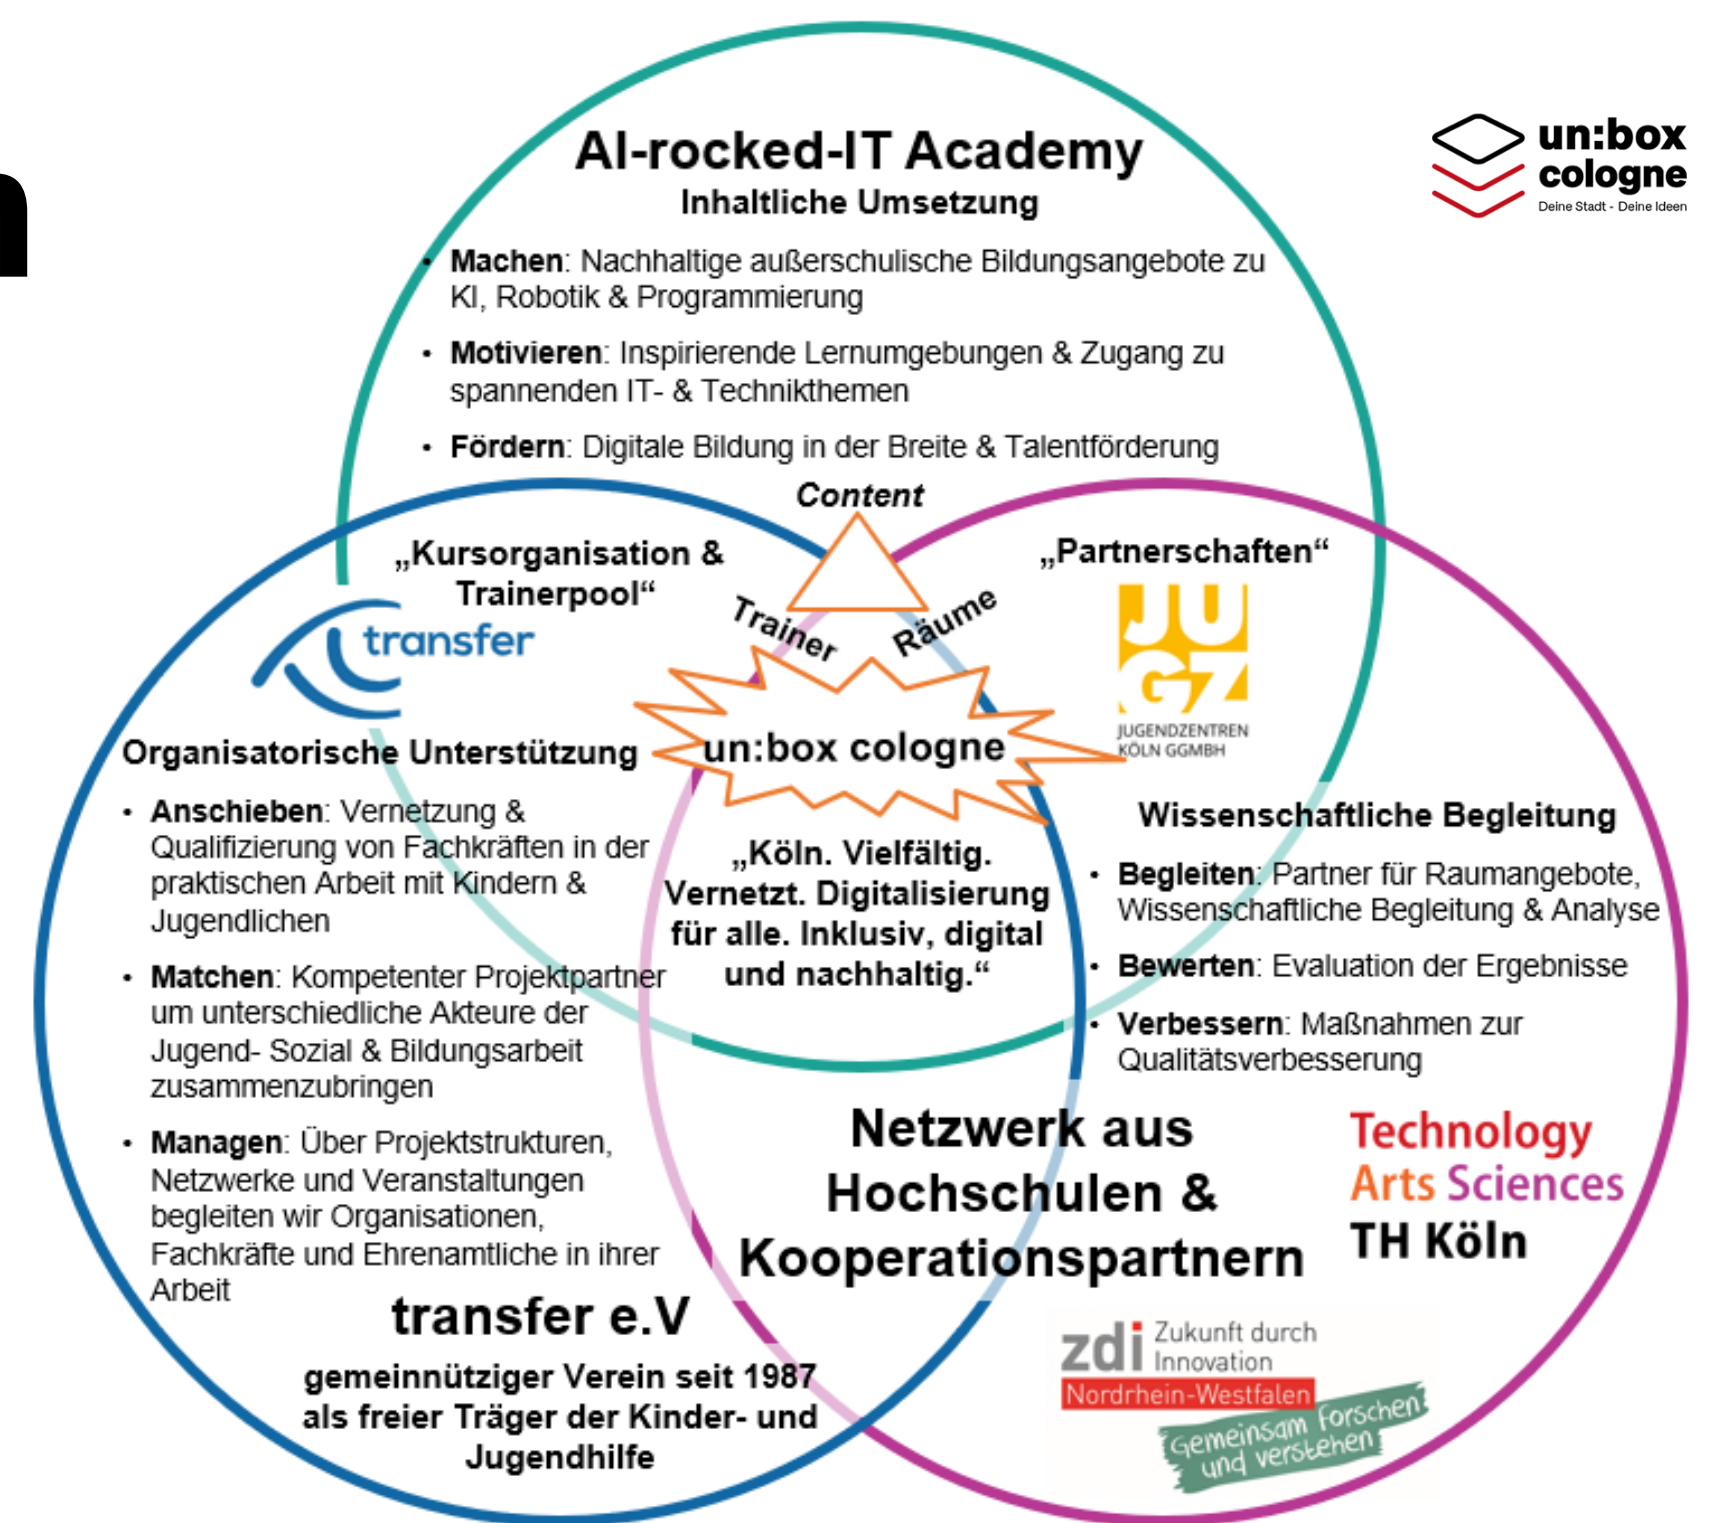 AI-rocked-IT Academy
Inhaltliche Umsetzung
un:box
cologne
Deine Stadt - Deine Ideen
• Machen: Nachhaltige außerschulische Bildungsangebote zu
KI, Robotik & Programmierung
• Motivieren: Inspirierende Lernumgebungen & Zugang zu
spannenden IT- & Technikthemen
• Fördern: Digitale Bildung in der Breite & Talentförderung
Content
Trainer
Räume
„Kursorganisation &
Trainerpool“
transfer
„Partnerschaften“
JU
GZ
JUGENDZENTREN
KÖLN GGMBH
un:box cologne
„Köln. Vielfältig.
Vernetzt. Digitalisierung
für alle. Inklusiv, digital
und nachhaltig.“
Organisatorische Unterstützung
• Anschieben: Vernetzung &
Qualifizierung von Fachkräften in der
praktischen Arbeit mit Kindern &
Jugendlichen
• Matchen: Kompetenter Projektpartner
um unterschiedliche Akteure der
Jugend- Sozial & Bildungsarbeit
zusammenzubringen
• Managen: Über Projektstrukturen,
Netzwerke und Veranstaltungen
begleiten wir Organisationen,
Fachkräfte und Ehrenamtliche in ihrer
Arbeit
transfer e.V
gemeinnütziger Verein seit 1987
als freier Träger der Kinder- und
Jugendhilfe
Wissenschaftliche Begleitung
• Begleiten: Partner für Raumangebote,
Wissenschaftliche Begleitung & Analyse
• Bewerten: Evaluation der Ergebnisse
• Verbessern: Maßnahmen zur
Qualitätsverbesserung
Netzwerk aus
Hochschulen &
Kooperationspartnern
Technology
Arts Sciences
TH Köln
zdi Zukunft durch
Innovation
Nordrhein-Westfalen
Gemeinsam forschen
und verstehen